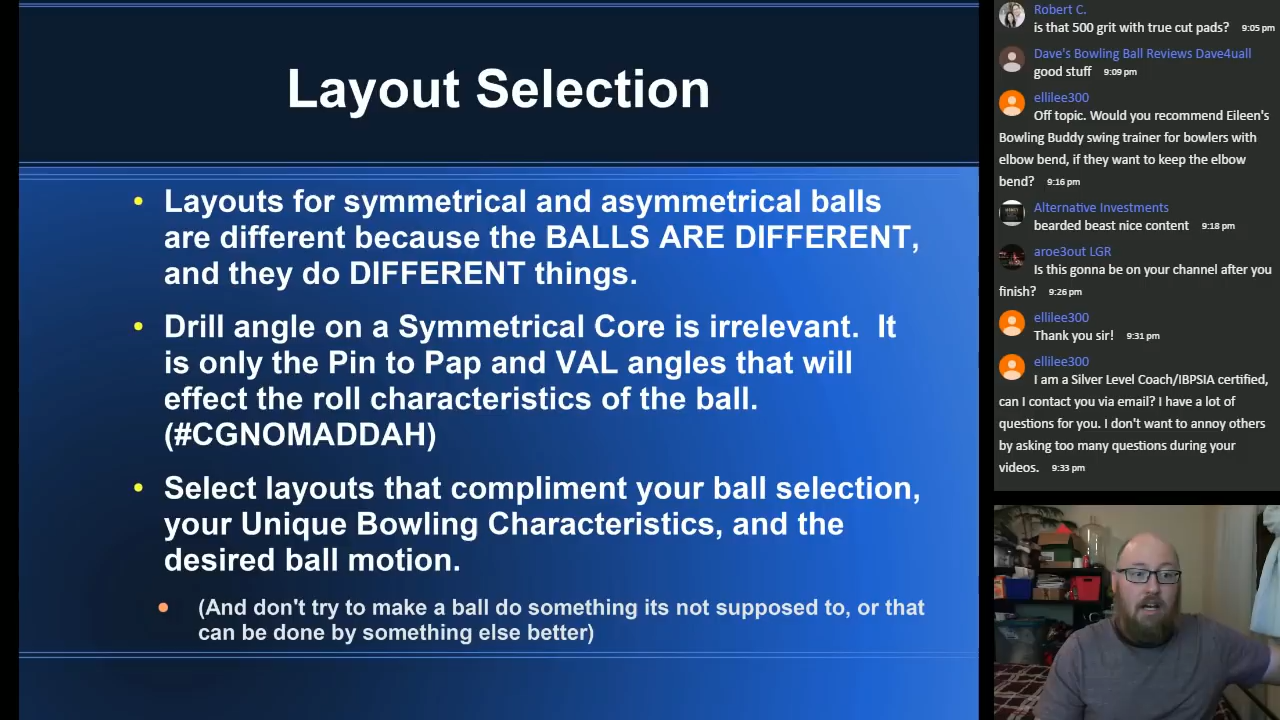 Layout Selection
• Layouts for symmetrical and asymmetrical balls
are different because the BALLS ARE DIFFERENT,
and they do DIFFERENT things.
• Drill angle on a Symmetrical Core is irrelevant. It
is only the Pin to Pap and VAL angles that will
effect the roll characteristics of the ball.
(#CGNOMADDAH)
• Select layouts that compliment your ball selection,
your Unique Bowling Characteristics, and the
desired ball motion.
• (And don't try to make a ball do something its not supposed to, or that
can be done by something else better)
Robert C.
is that 500 grit with true cut pads? 9:05 pm
Dave's Bowling Ball Reviews Dave4uall
good stuff 9:09 pm
ellilee300
Off topic. Would you recommend Eileen's
Bowling Buddy swing trainer for bowlers with
elbow bend, if they want to keep the elbow
bend? 9:16 pm
Alternative Investments
bearded beast nice content 9:18 pm
aroe3out LGR
Is this gonna be on your channel after you
finish? 9:26 pm
ellilee300
Thank you sir! 9:31 pm
ellilee300
I am a Silver Level Coach/IBPSIA certified,
can I contact you via email? I have a lot of
questions for you. I don't want to annoy others
by asking too many questions during your
videos. 9:33 pm